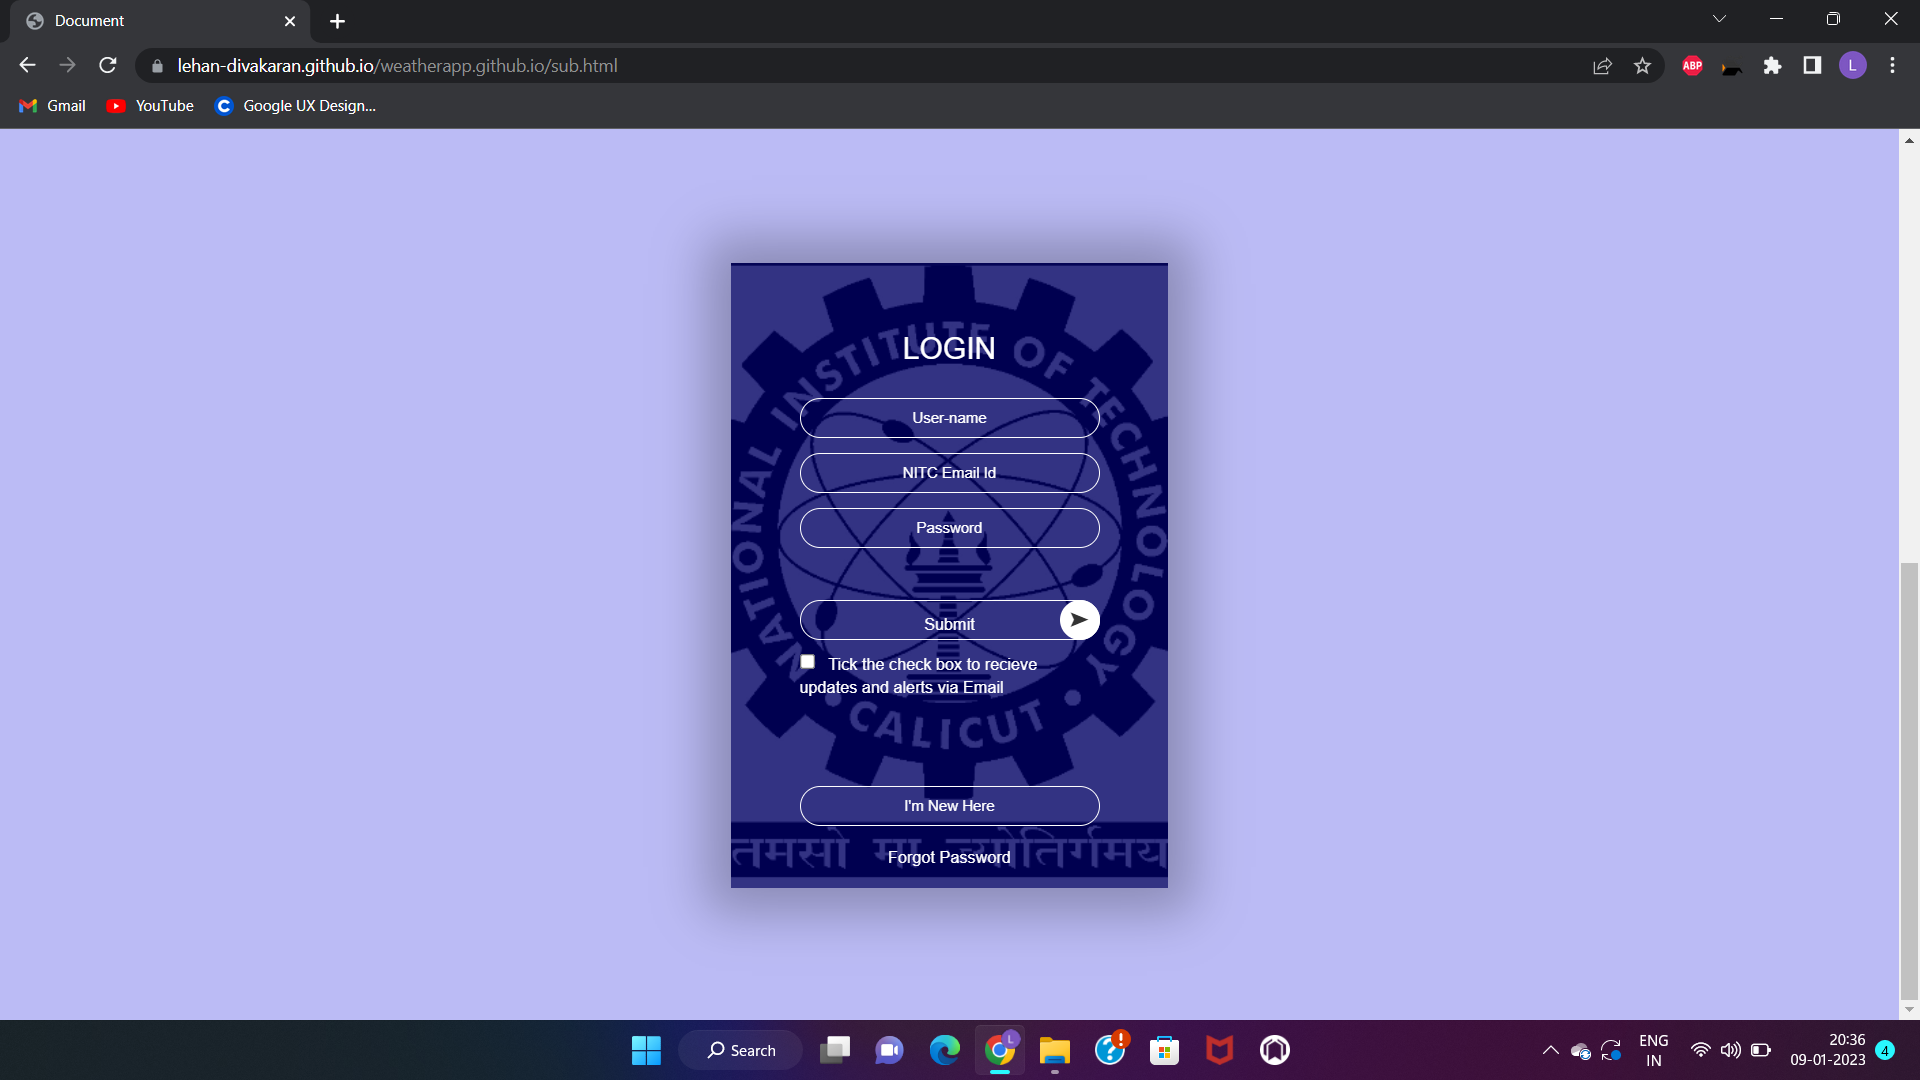 Document
lehan-divakaran.github.io/weatherapp.github.io/sub.html
ABP
L
Gmail
YouTube
Google UX Design...
NATIONAL INSTITUTE OF TECHNOLOGY
LOGIN
User-name
NITC Email Id
Password
Submit
Tick the check box to recieve
updates and alerts via Email
CALICUT
I'm New Here
तमसो मा ज्योतिर्गमय
Forgot Password
Search
L
ENG
IN
20:36
09-01-2023
4